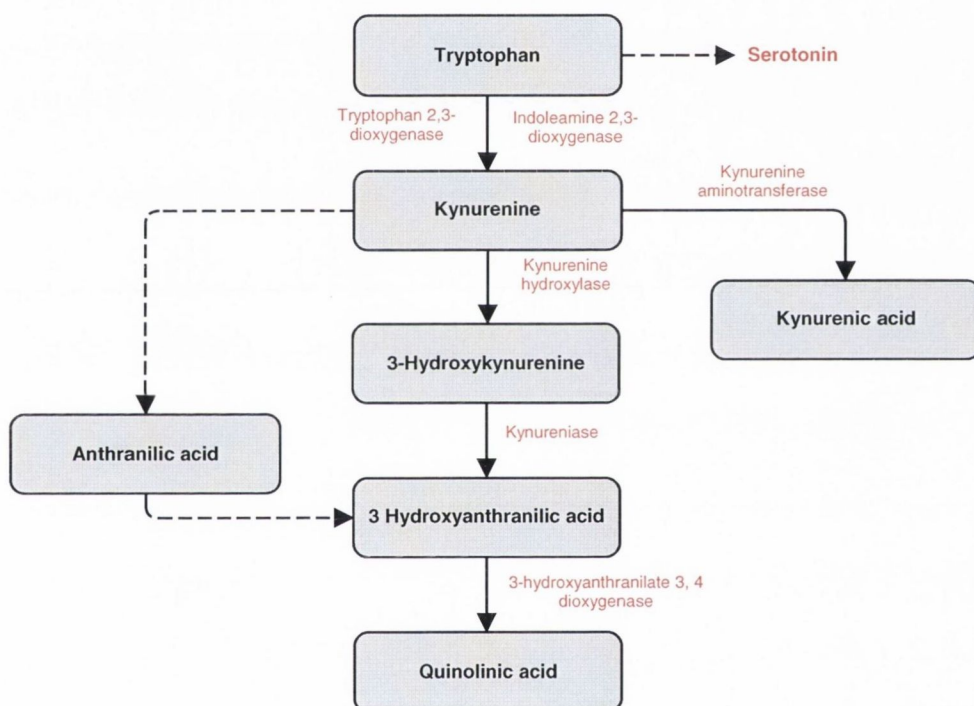 Tryptophan
Serotonin
Tryptophan 2,3-
dioxygenase
Indoleamine 2,3-
dioxygenase
Kynurenine
Kynurenine
aminotransferase
Kynurenine
hydroxylase
Kynurenic acid
3-Hydroxykynurenine
Anthranilic acid
Kynureniase
3 Hydroxyanthranilic acid
3-hydroxyanthranilate 3, 4
dioxygenase
Quinolinic acid